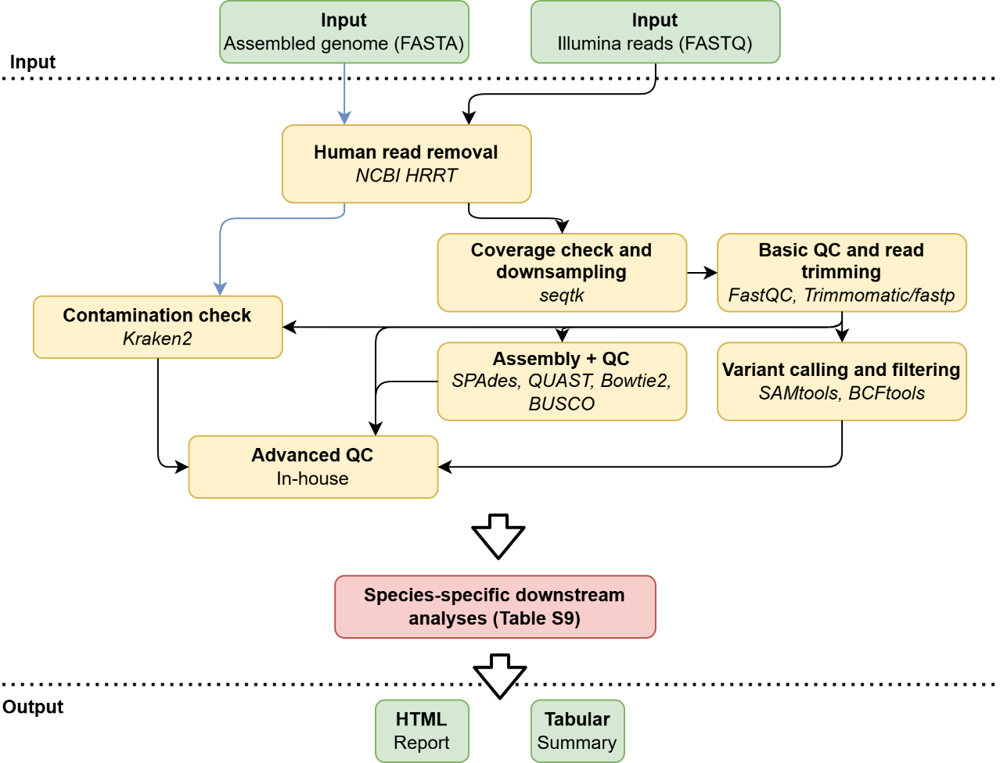 Input
Assembled genome (FASTA)
Input
Illumina reads (FASTQ)
Input
Human read removal
NCBI HRRT
Coverage check and
downsampling
seqtk
Basic QC and read
trimming
FastQC, Trimmomatic/fastp
Contamination check
Kraken2
Assembly + QC
SPAdes, QUAST, Bowtie2,
BUSCO
Variant calling and filtering
SAMtools, BCFtools
Advanced QC
In-house
Species-specific downstream
analyses (Table S9)
Output
HTML
Report
Tabular
Summary